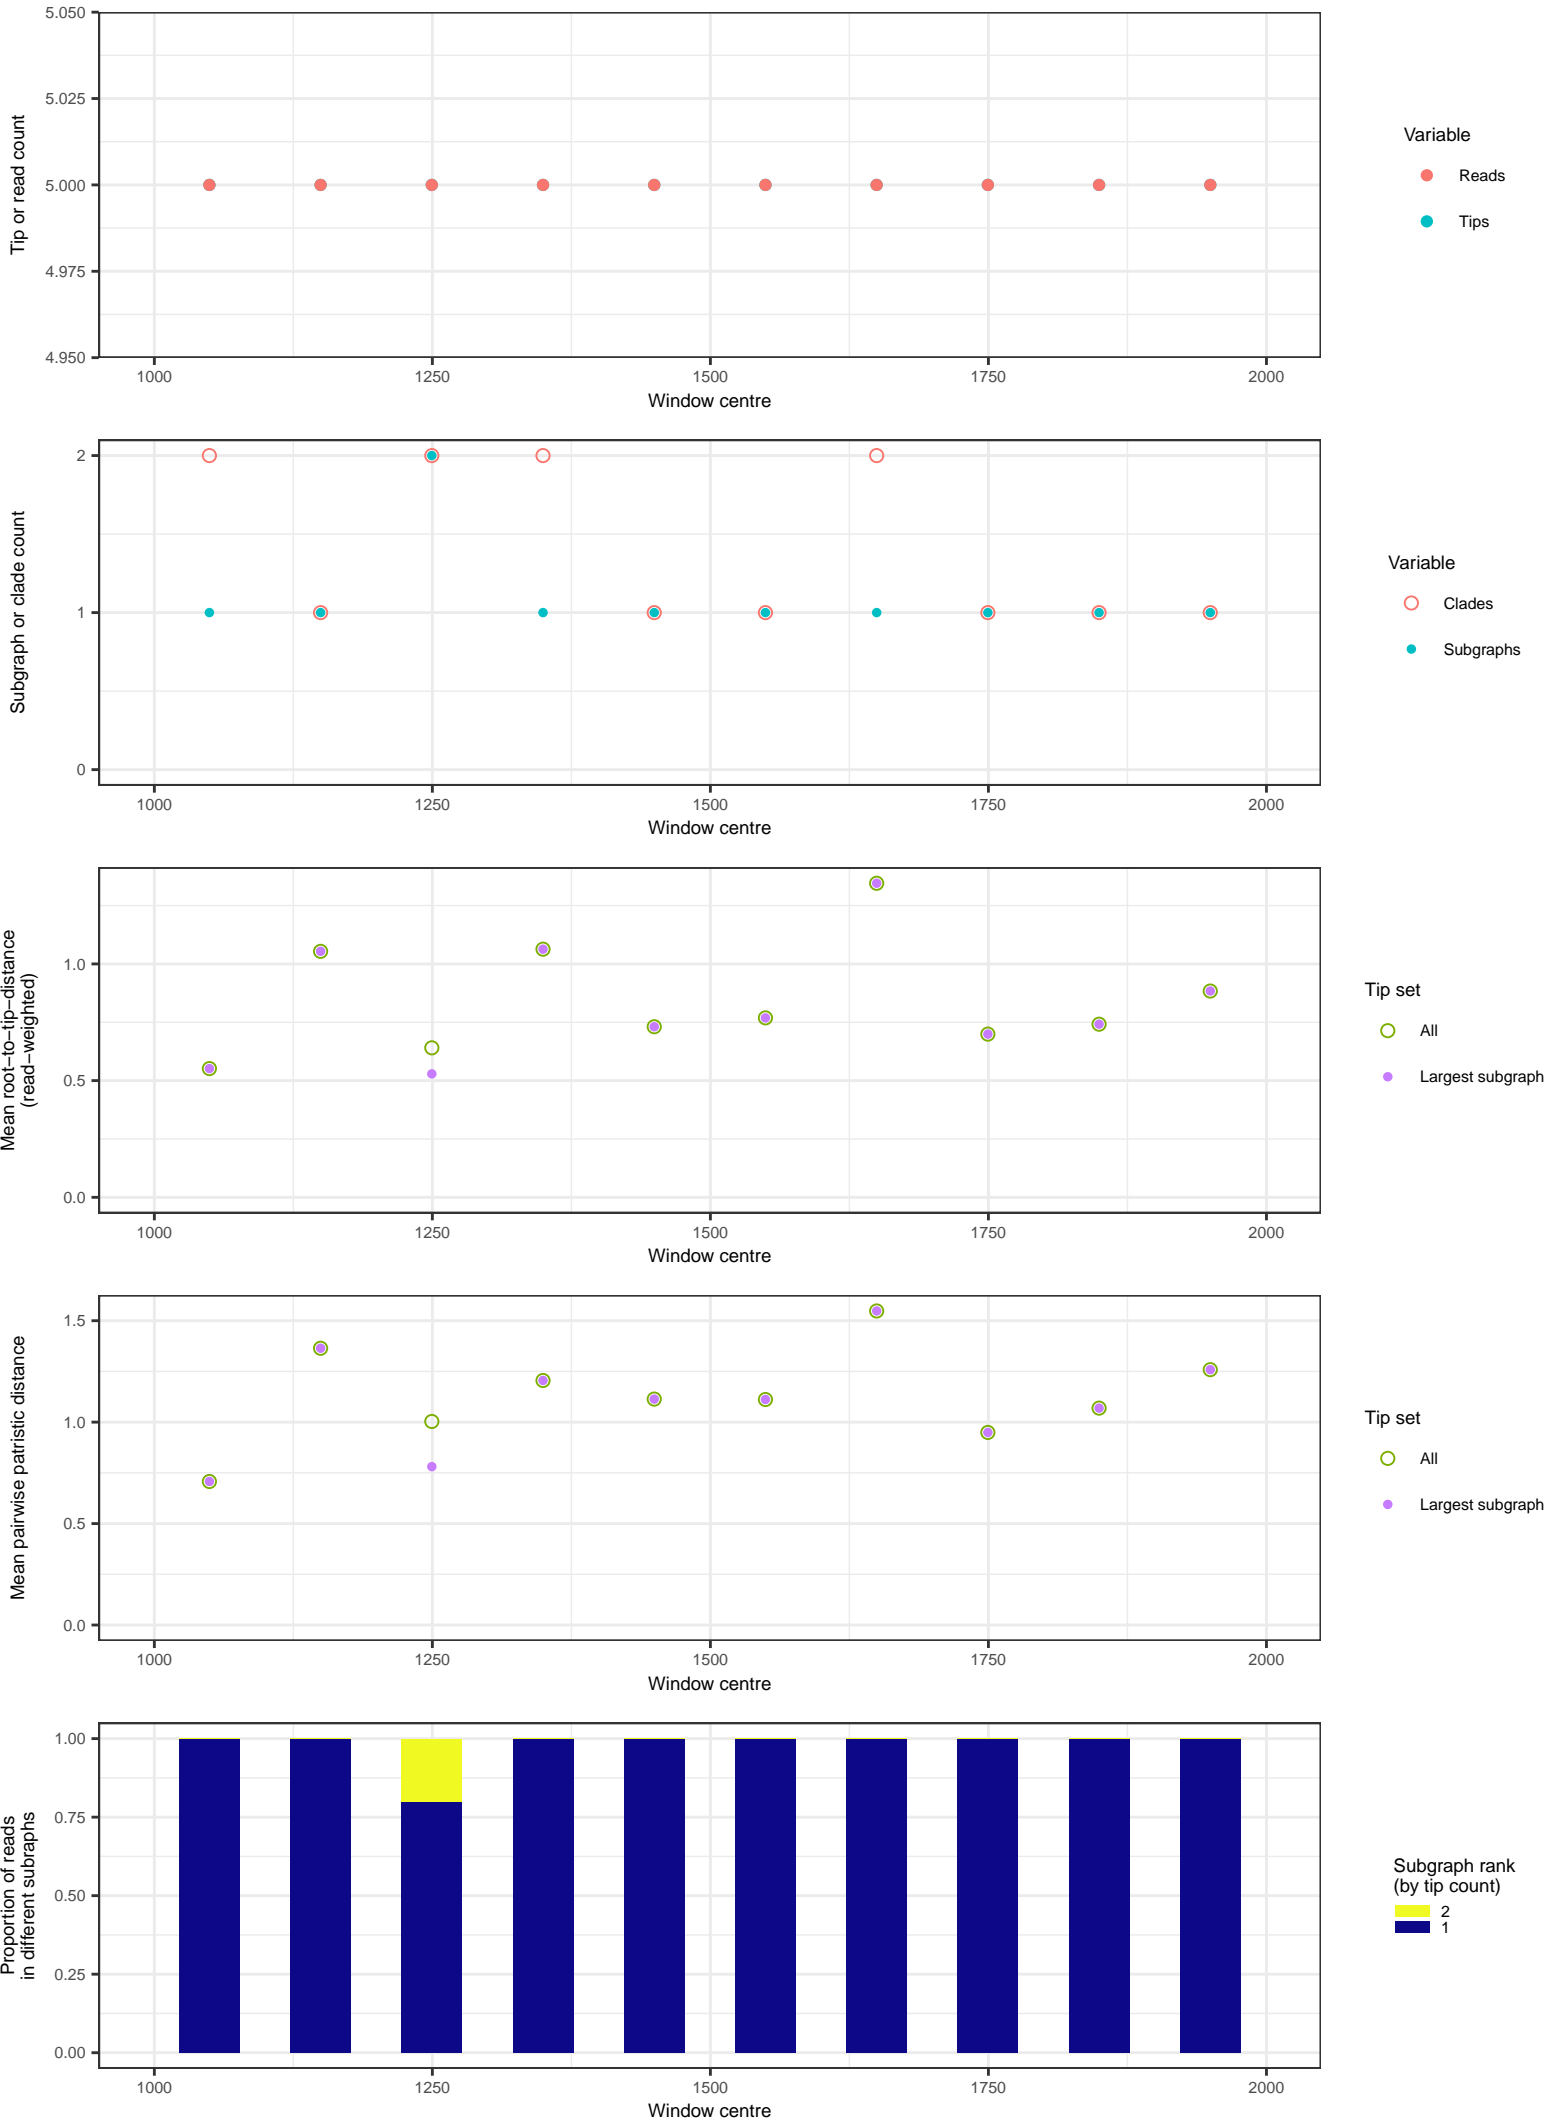 5.050
5.025
5.000
4.975
4.950
Tip or read count
1000 1250 1500 1750 2000
Window centre
Variable
Reads
Tips
2
1
0
Subgraph or clade count
1000 1250 1500 1750 2000
Window centre
Variable
Clades
Subgraphs
1.0
0.5
0.0
Mean root−to−tip−distance
(read−weighted)
1000 1250 1500 1750 2000
Window centre
Tip set
All
Largest subgraph
1.5
1.0
0.5
0.0
Mean pairwise patristic distance
1000 1250 1500 1750 2000
Window centre
Tip set
All
Largest subgraph
1.00
0.75
0.50
0.25
0.00
Proportion of reads
in different subraphs
1000 1250 1500 1750 2000
Window centre
Subgraph rank
(by tip count)
2
1